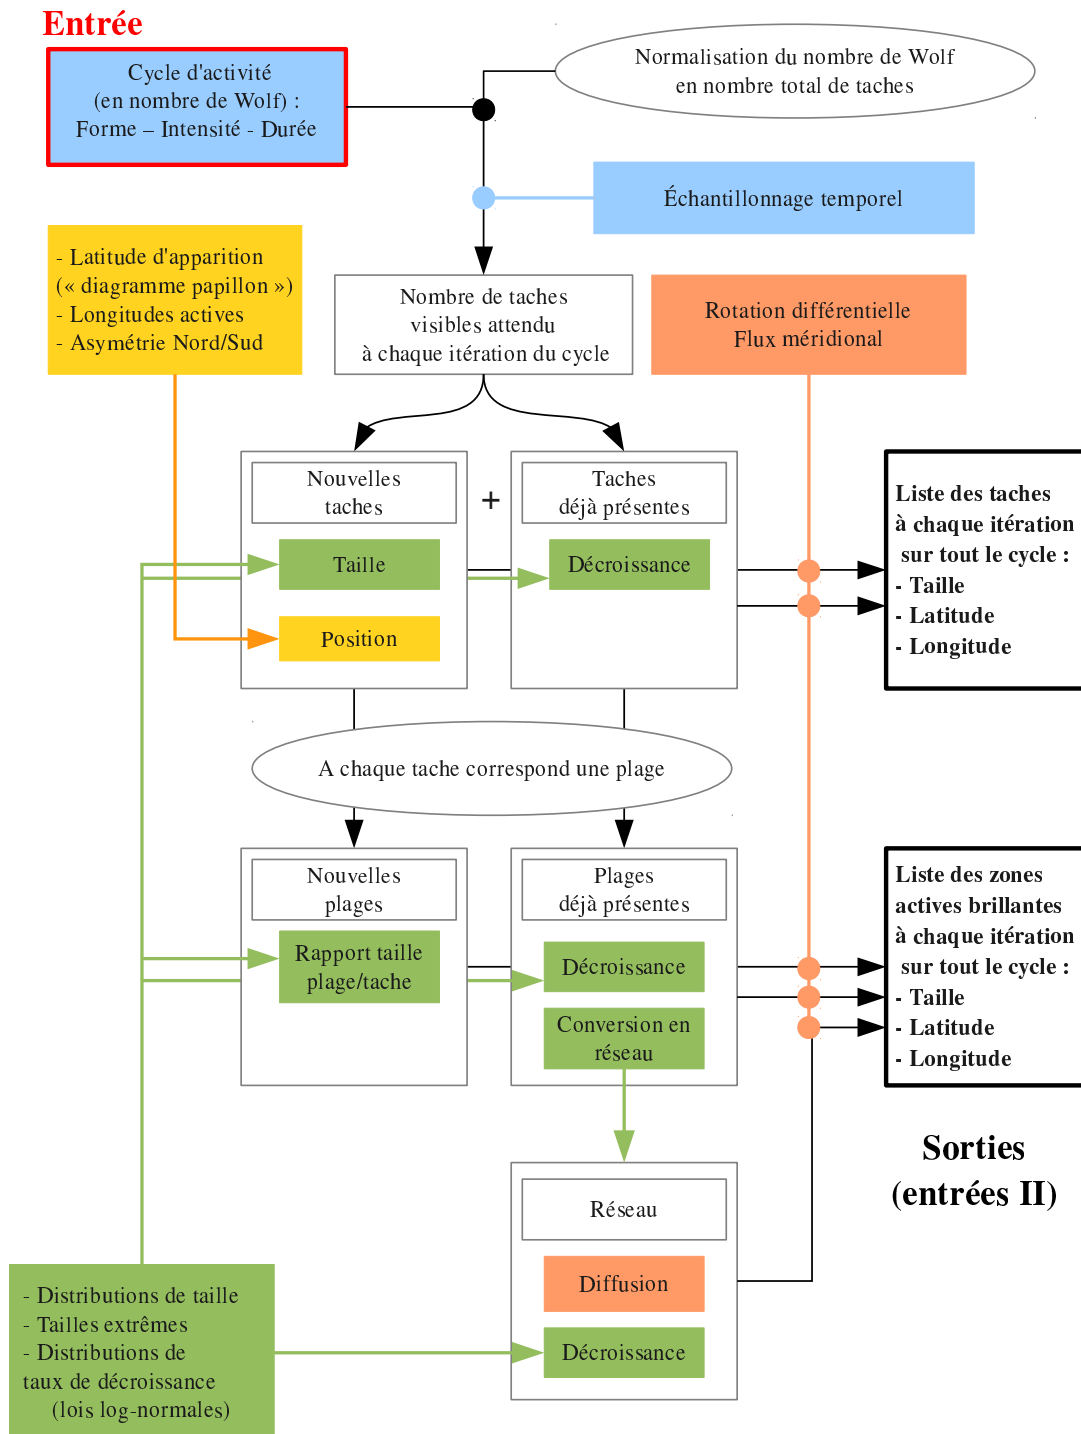 Entrée
Cycle d'activité
(en nombre de Wolf) :
Forme – Intensité - Durée
Normalisation du nombre de Wolf
en nombre total de taches
Échantillonnage temporel
- Latitude d'apparition
(« diagramme papillon »)
- Longitudes actives
- Asymétrie Nord/Sud
Nombre de taches
visibles attendu
à chaque itération du cycle
Rotation différentielle
Flux méridional
Nouvelles
taches
+
Taches
déjà présentes
Taille
Décroissance
Position
Liste des taches
à chaque itération
sur tout le cycle :
- Taille
- Latitude
- Longitude
A chaque tache correspond une plage
Nouvelles
plages
Plages
déjà présentes
Rapport taille
plage/tache
Décroissance
Conversion en
réseau
Liste des zones
actives brillantes
à chaque itération
sur tout le cycle :
- Taille
- Latitude
- Longitude
Sorties
(entrées II)
Réseau
Diffusion
Décroissance
- Distributions de taille
- Tailles extrêmes
- Distributions de
taux de décroissance
(lois log-normales)